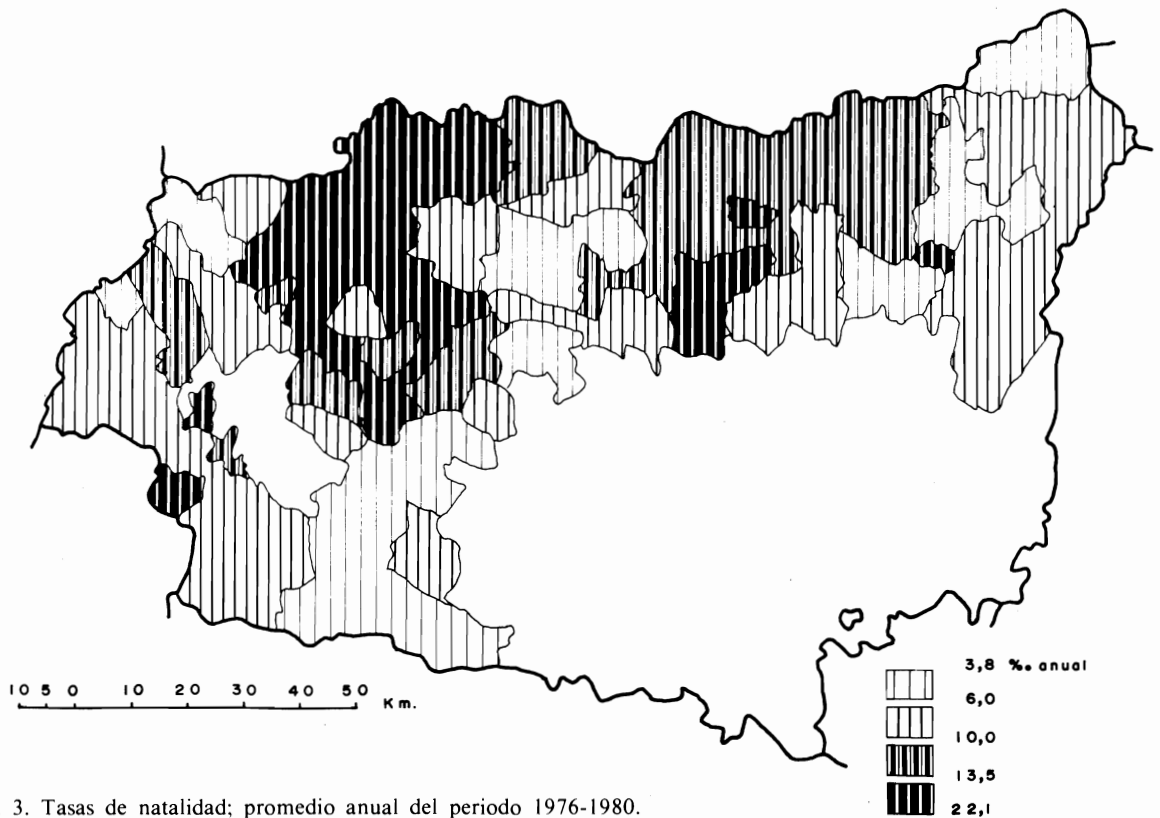 10 5 0 10 20 30 40 50 Km.
3,8 ‰ anual
6,0
10,0
13,5
22,1
3. Tasas de natalidad; promedio anual del periodo 1976-1980.